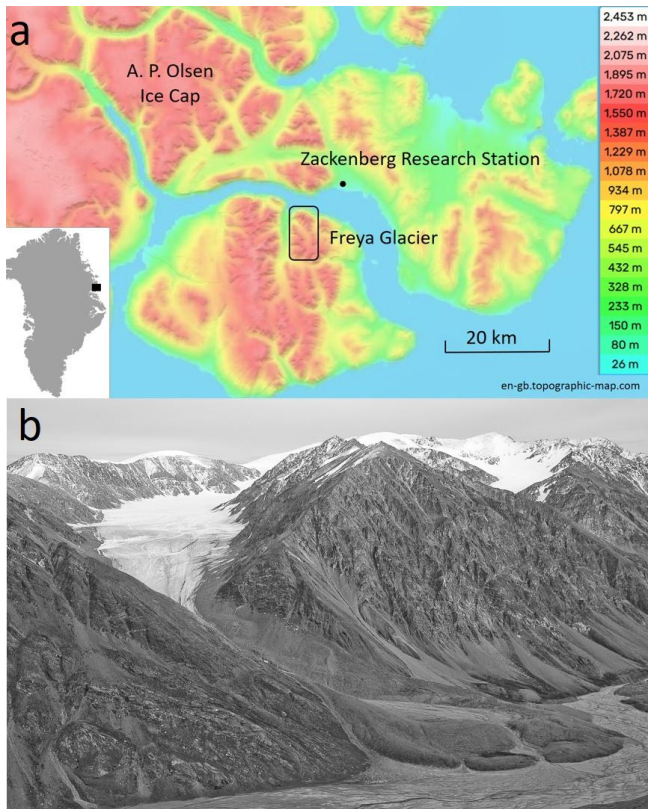 a
A. P. Olsen
Ice Cap
Zackenberg Research Station
Freya Glacier
20 km
en-gb.topographic-map.com
2,453 m
2,262 m
2,075 m
1,895 m
1,720 m
1,550 m
1,387 m
1,229 m
1,078 m
934 m
797 m
667 m
545 m
432 m
328 m
233 m
150 m
80 m
26 m
b